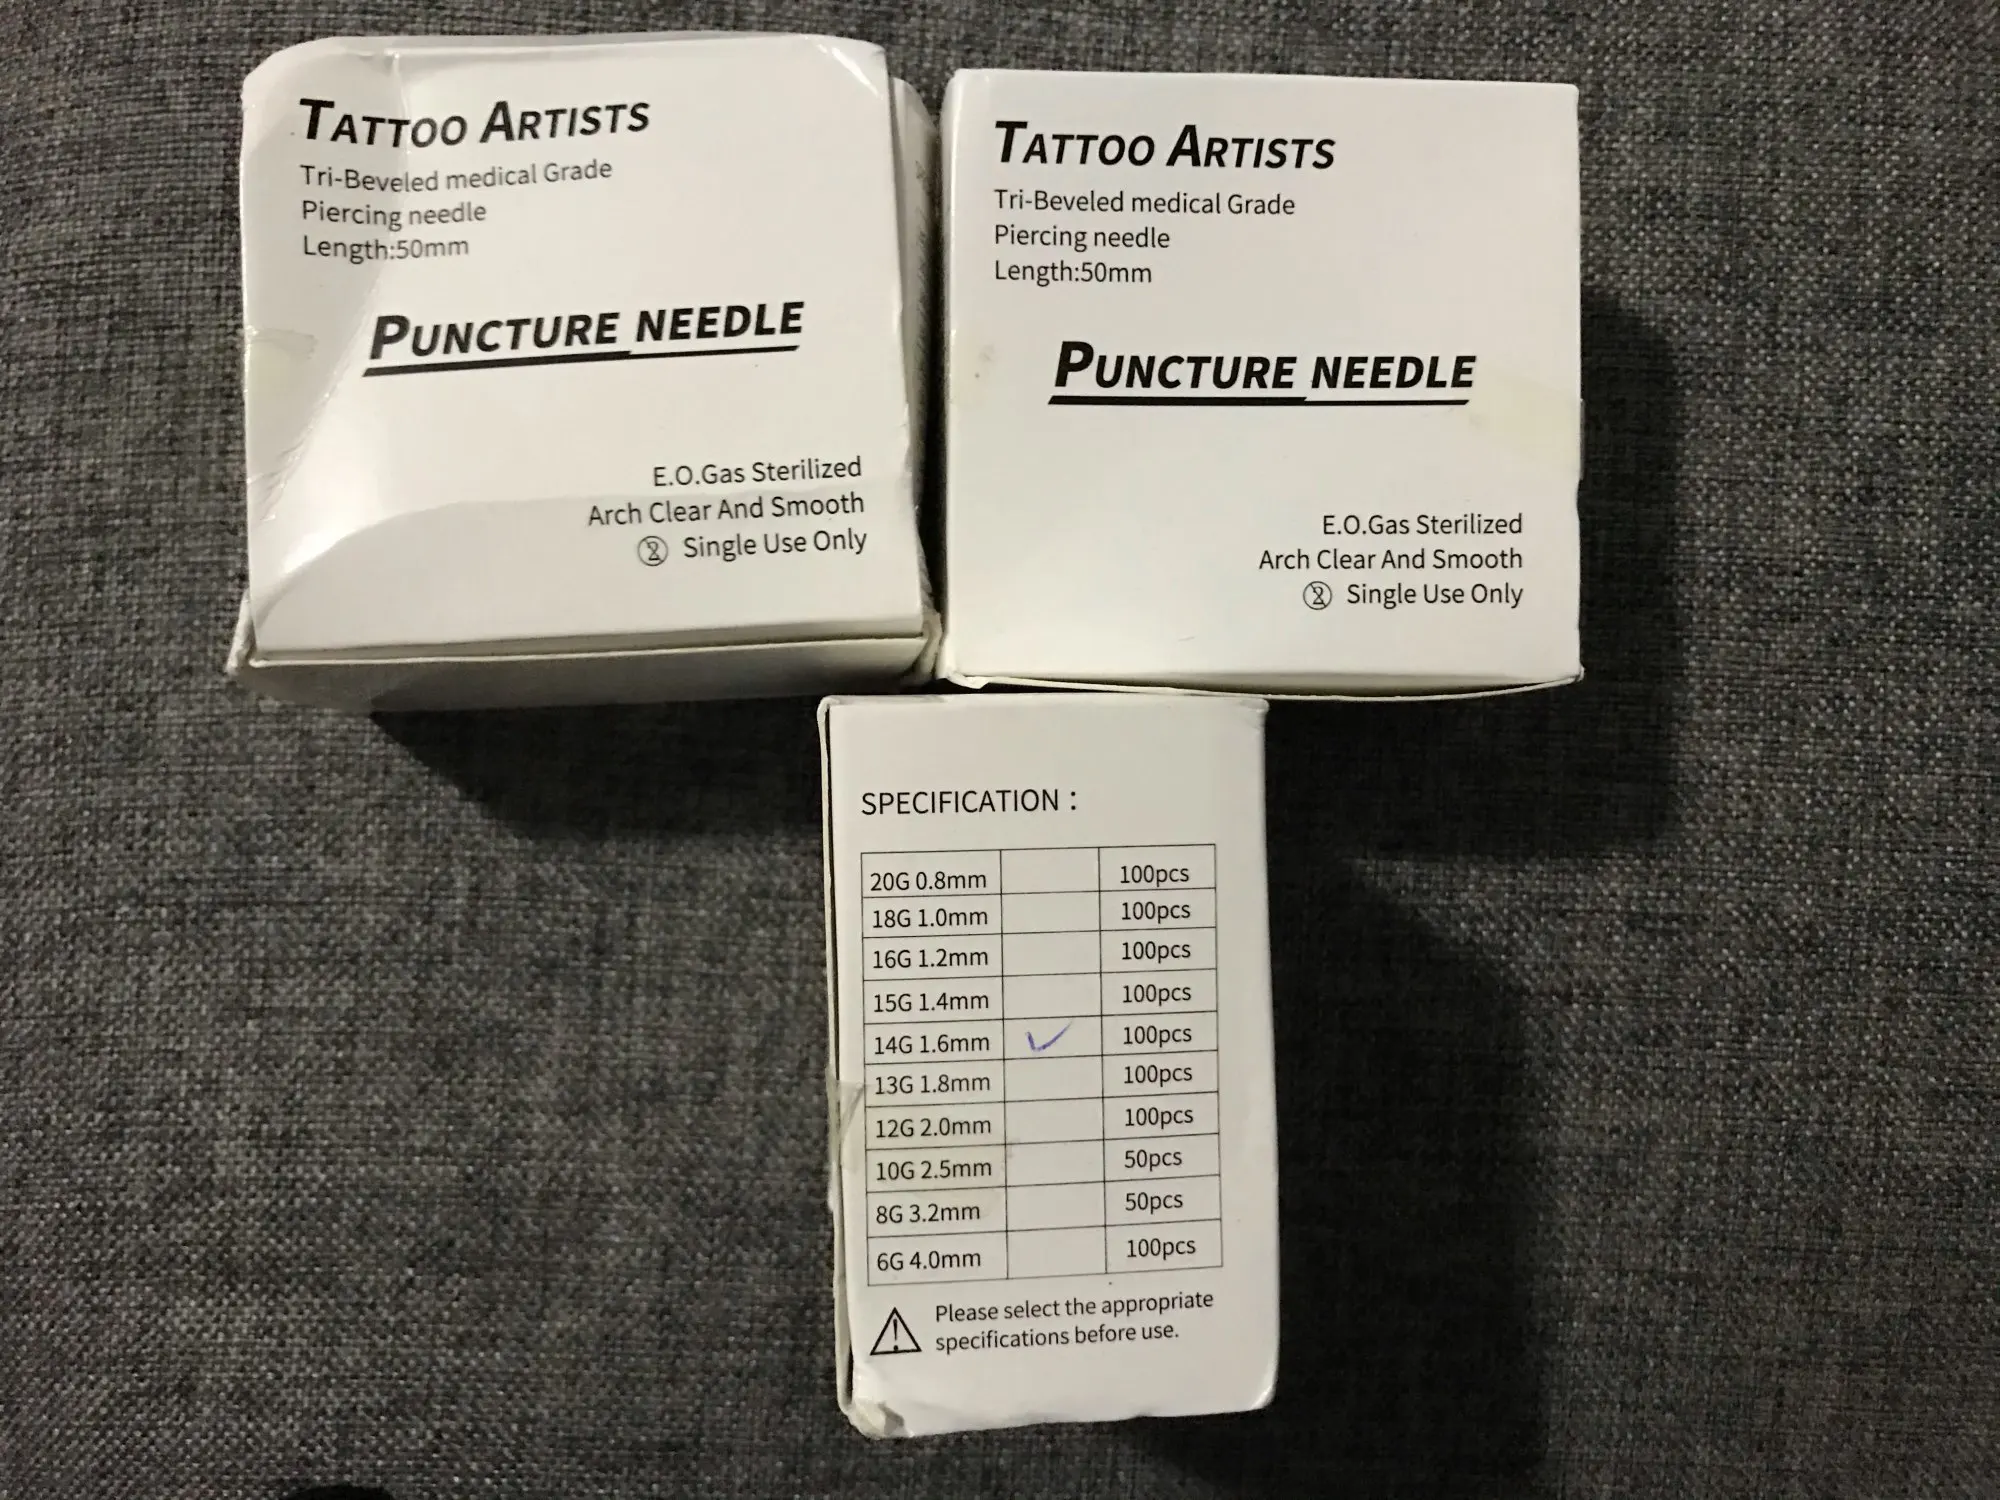 TATTOO ARTISTS
Tri-Beveled medical Grade
Piercing needle
Length:50mm
PUNCTURE NEEDLE
E.O.Gas Sterilized
Arch Clear And Smooth
Single Use Only
TATTOO ARTISTS
Tri-Beveled medical Grade
Piercing needle
Length:50mm
PUNCTURE NEEDLE
E.O.Gas Sterilized
Arch Clear And Smooth
Single Use Only
SPECIFICATION :
20G 0.8mm 100pcs
18G 1.0mm 100pcs
16G 1.2mm 100pcs
15G 1.4mm 100pcs
14G 1.6mm ✓ 100pcs
13G 1.8mm 100pcs
12G 2.0mm 100pcs
10G 2.5mm 50pcs
8G 3.2mm 50pcs
6G 4.0mm 100pcs
Please select the appropriate
specifications before use.